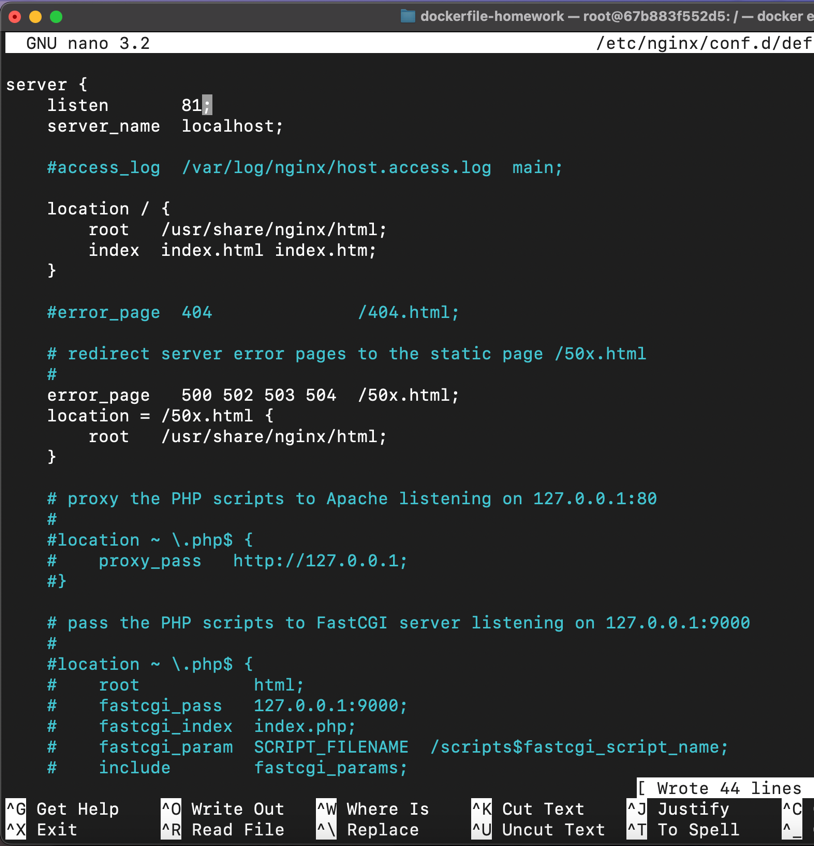 dockerfile-homework — root@67b883f552d5: / — docker e
GNU nano 3.2 /etc/nginx/conf.d/def
server {
    listen       81;
    server_name  localhost;
    #access_log  /var/log/nginx/host.access.log  main;
    location / {
        root   /usr/share/nginx/html;
        index  index.html index.htm;
    }
    #error_page  404              /404.html;
    # redirect server error pages to the static page /50x.html
    #
    error_page   500 502 503 504  /50x.html;
    location = /50x.html {
        root   /usr/share/nginx/html;
    }
    # proxy the PHP scripts to Apache listening on 127.0.0.1:80
    #
    #location ~ \.php$ {
    #    proxy_pass   http://127.0.0.1;
    #}
    # pass the PHP scripts to FastCGI server listening on 127.0.0.1:9000
    #
    #location ~ \.php$ {
    #    root           html;
    #    fastcgi_pass   127.0.0.1:9000;
    #    fastcgi_index  index.php;
    #    fastcgi_param  SCRIPT_FILENAME  /scripts$fastcgi_script_name;
    #    include        fastcgi_params;
[ Wrote 44 lines
^G Get Help ^O Write Out ^W Where Is ^K Cut Text ^J Justify ^C
^X Exit ^R Read File ^\ Replace ^U Uncut Text ^T To Spell ^_